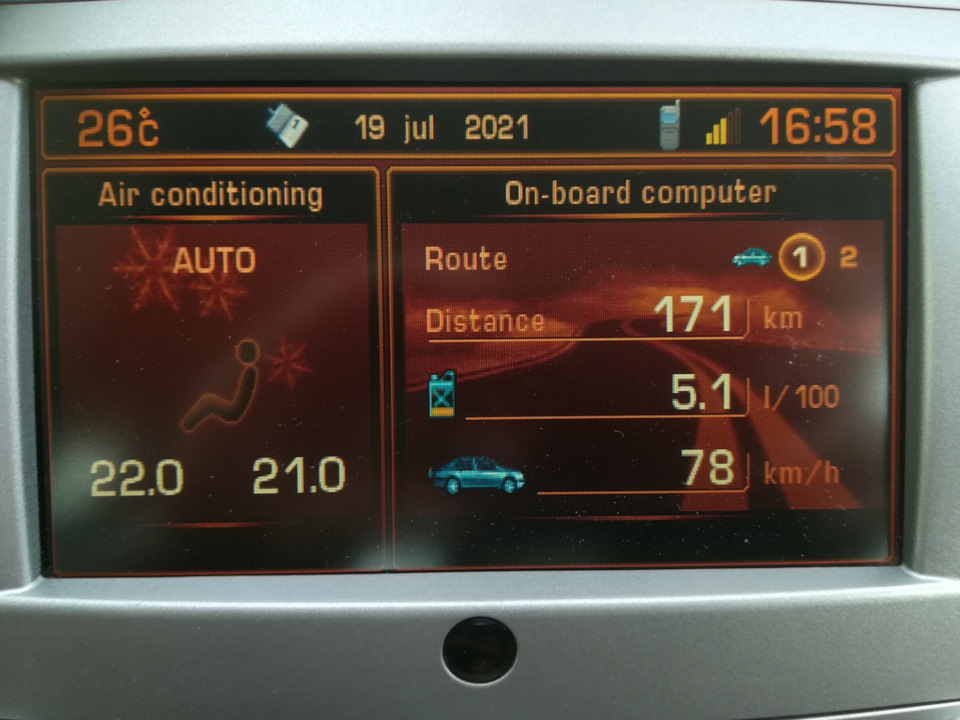 26°C 19 jul 2021 16:58
Air conditioning
AUTO
22.0 21.0
On-board computer
Route 1 2
Distance 171 km
5.1 l/100
78 km/h